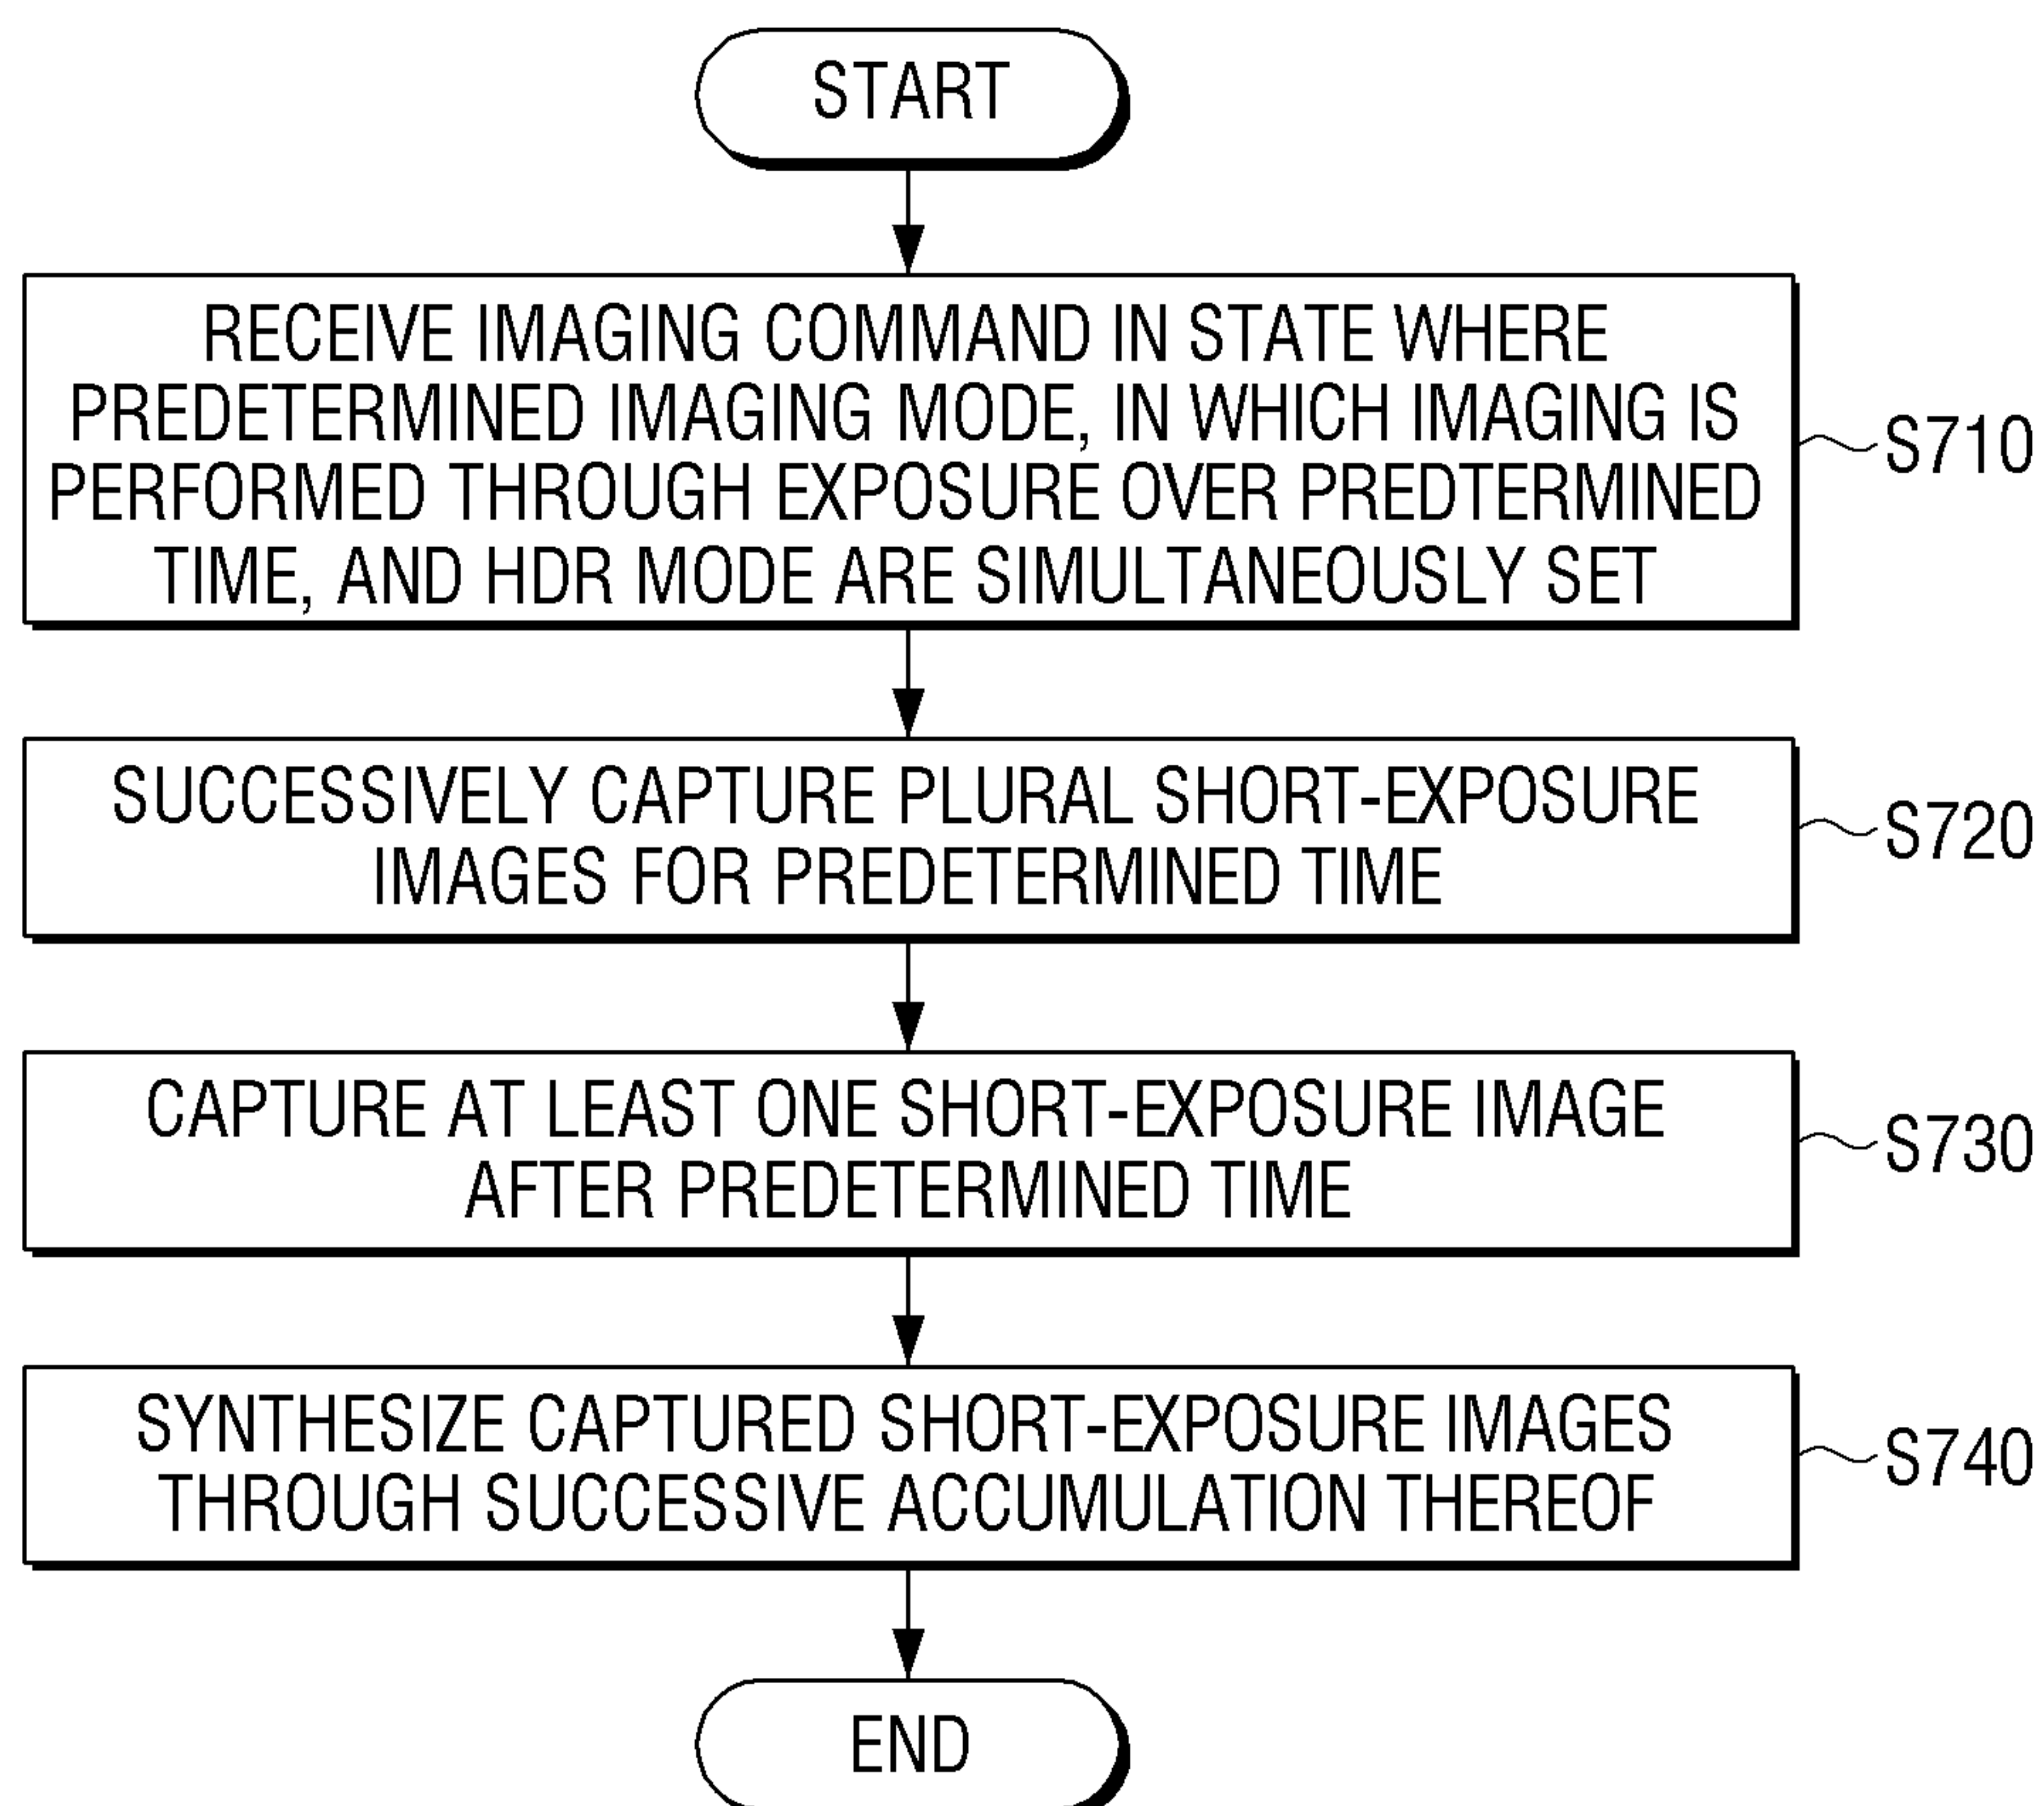 START
RECEIVE IMAGING COMMAND IN STATE WHERE
PREDETERMINED IMAGING MODE, IN WHICH IMAGING IS
PERFORMED THROUGH EXPOSURE OVER PREDTERMINED
TIME, AND HDR MODE ARE SIMULTANEOUSLY SET
S710
SUCCESSIVELY CAPTURE PLURAL SHORT-EXPOSURE
IMAGES FOR PREDETERMINED TIME
S720
CAPTURE AT LEAST ONE SHORT-EXPOSURE IMAGE
AFTER PREDETERMINED TIME
S730
SYNTHESIZE CAPTURED SHORT-EXPOSURE IMAGES
THROUGH SUCCESSIVE ACCUMULATION THEREOF
S740
END